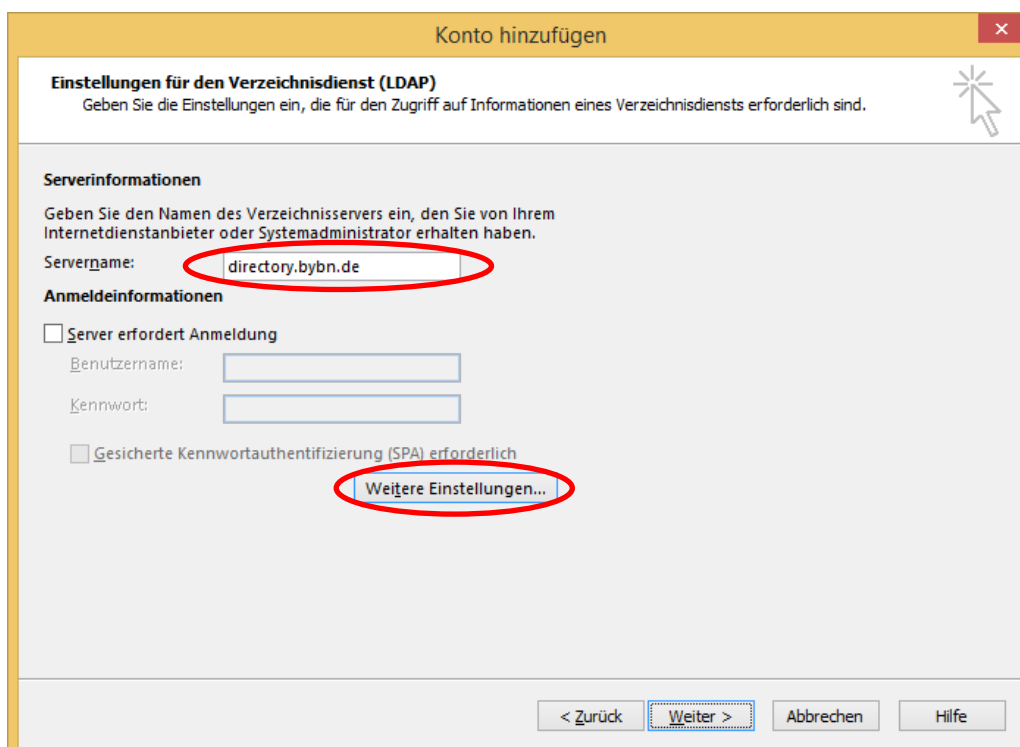 Konto hinzufügen
Einstellungen für den Verzeichnisdienst (LDAP)
Geben Sie die Einstellungen ein, die für den Zugriff auf Informationen eines Verzeichnisdiensts erforderlich sind.
Serverinformationen
Geben Sie den Namen des Verzeichnisservers ein, den Sie von Ihrem
Internetdienstanbieter oder Systemadministrator erhalten haben.
Servername:
directory.bybn.de
Anmeldeinformationen
Server erfordert Anmeldung
Benutzername:
Kennwort:
Gesicherte Kennwortauthentifizierung (SPA) erforderlich
Weitere Einstellungen...
< Zurück
Weiter >
Abbrechen
Hilfe